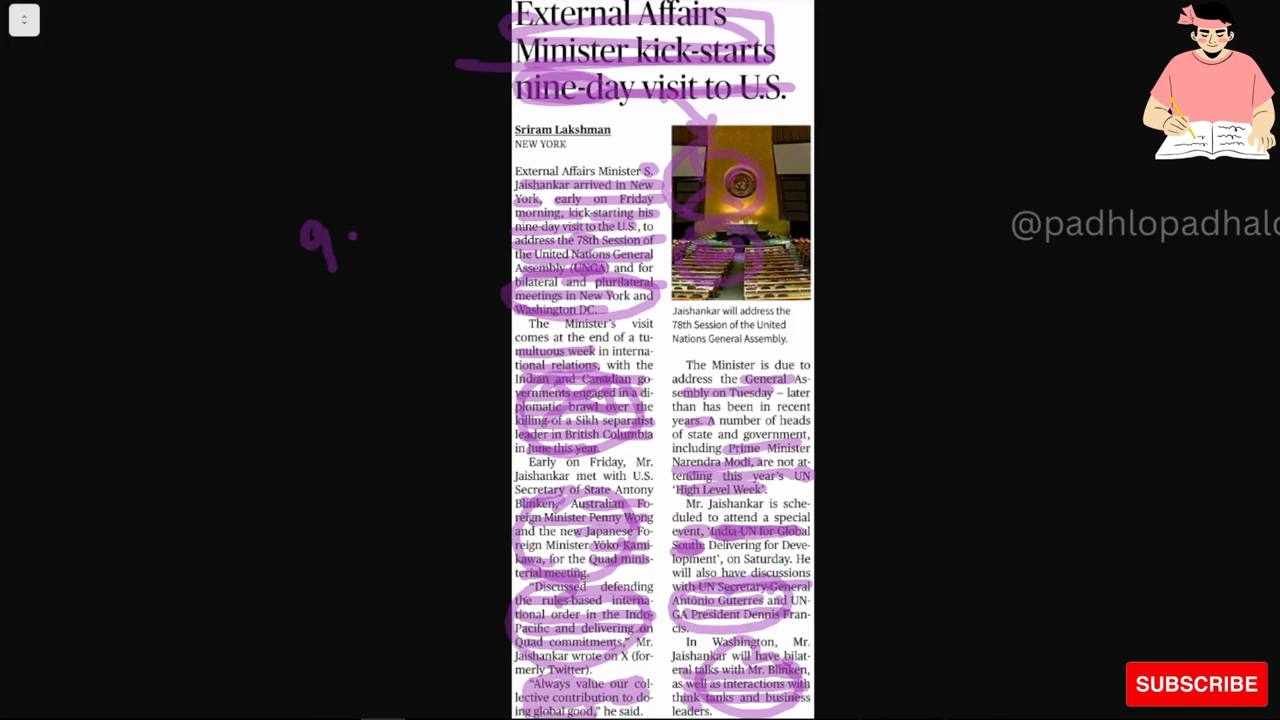 External Affairs
Minister kick-starts
nine-day visit to U.S.
Sriram Lakshman
NEW YORK
External Affairs Minister S.
Jaishankar arrived in New
York, early on Friday
morning, kick-starting his
nine-day visit to the U.S., to
address the 78th Session of
the United Nations General
Assembly (UNGA) and for
bilateral and plurilateral
meetings in New York and
Washington DC.
The Minister's visit
comes at the end of a tu-
multuous week in interna-
tional relations, with the
Indian and Canadian go-
vernments engaged in a di-
plomatic brawl over the
killing of a Sikh separatist
leader in British Columbia
in June this year.
Early on Friday, Mr.
Jaishankar met with U.S.
Secretary of State Antony
Blinken, Australian Fo-
reign Minister Penny Wong
and the new Japanese Fo-
reign Minister Yōko Kami-
kawa, for the Quad minis-
terial meeting.
"Discussed defending
the rules-based interna-
tional order in the Indo-
Pacific and delivering on
Quad commitments," Mr.
Jaishankar wrote on X (for-
merly Twitter).
"Always value our col-
lective contribution to do-
ing global good," he said.
Jaishankar will address the
78th Session of the United
Nations General Assembly.
The Minister is due to
address the General As-
sembly on Tuesday – later
than has been in recent
years. A number of heads
of state and government,
including Prime Minister
Narendra Modi, are not at-
tending this year's UN
'High Level Week'.
Mr. Jaishankar is sche-
duled to attend a special
event, 'India-UN for Global
South: Delivering for Deve-
lopment', on Saturday. He
will also have discussions
with UN Secretary-General
António Guterres and UN-
GA President Dennis Fran-
cis.
In Washington, Mr.
Jaishankar will have bilat-
eral talks with Mr. Blinken,
as well as interactions with
think tanks and business
leaders.
9.
@padhlopadhato
SUBSCRIBE